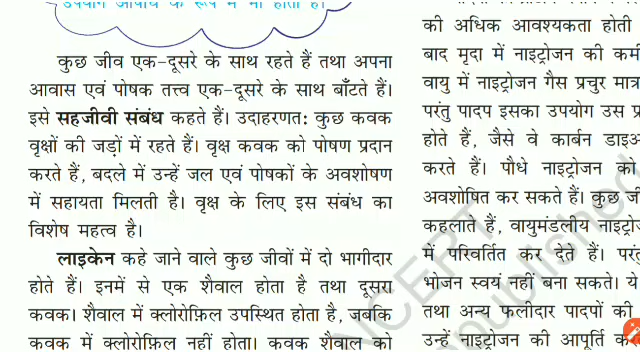 उपयोग औषधि के रूप में भी होता है।
कुछ जीव एक-दूसरे के साथ रहते हैं तथा अपना
आवास एवं पोषक तत्त्व एक-दूसरे के साथ बाँटते हैं।
इसे सहजीवी संबंध कहते हैं। उदाहरणत: कुछ कवक
वृक्षों की जड़ों में रहते हैं। वृक्ष कवक को पोषण प्रदान
करते हैं, बदले में उन्हें जल एवं पोषकों के अवशोषण
में सहायता मिलती है। वृक्ष के लिए इस संबंध का
विशेष महत्व है।
लाइकेन कहे जाने वाले कुछ जीवों में दो भागीदार
होते हैं। इनमें से एक शैवाल होता है तथा दूसरा
कवक। शैवाल में क्लोरोफ़िल उपस्थित होता है, जबकि
कवक में क्लोरोफ़िल नहीं होता। कवक शैवाल को
की अधिक आवश्यकता होती
बाद मृदा में नाइट्रोजन की
वायु में नाइट्रोजन गैस प्रचुर
परंतु पादप इसका उपयोग उस
होते हैं, जैसे वे कार्बन
करते हैं। पौधे नाइट्रोजन को
अवशोषित कर सकते हैं। कुछ
कहलाते हैं, वायुमंडलीय
में परिवर्तित कर देते हैं।
भोजन स्वयं नहीं बना सकते। ये
तथा अन्य फलीदार पादपों की
उन्हें नाइट्रोजन की आपूर्ति
NCERT
republished